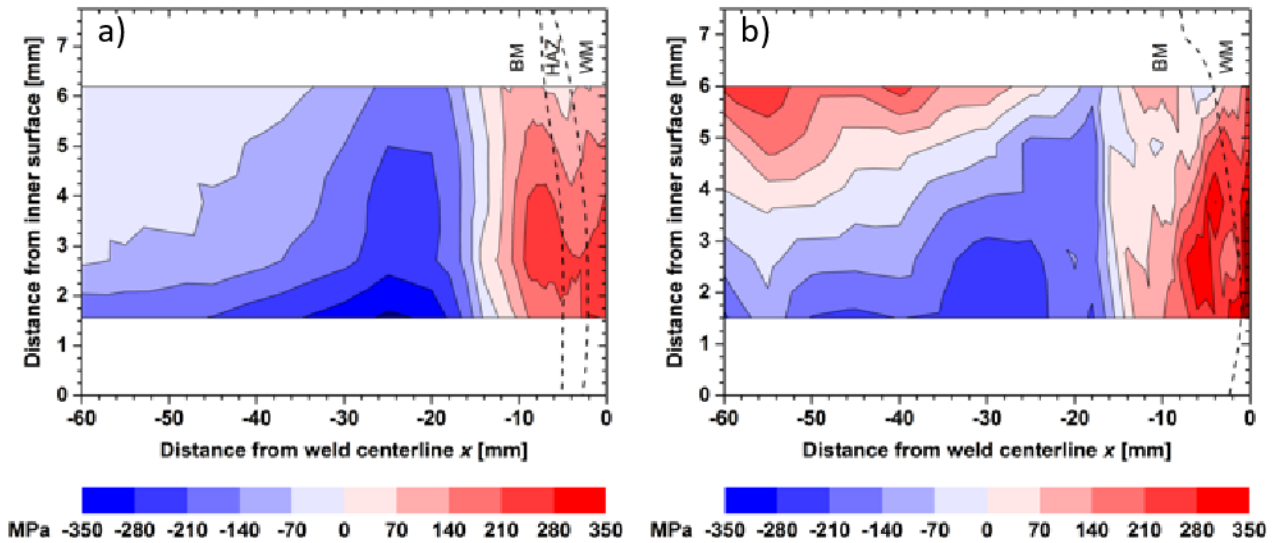 a)
BM
HAZ
WM
Distance from inner surface [mm]
7
6
5
4
3
2
1
0
-60 -50 -40 -30 -20 -10 0
Distance from weld centerline x [mm]
MPa -350 -280 -210 -140 -70 0 70 140 210 280 350
b)
BM
WM
Distance from inner surface [mm]
7
6
5
4
3
2
1
0
-60 -50 -40 -30 -20 -10 0
Distance from weld centerline x [mm]
MPa -350 -280 -210 -140 -70 0 70 140 210 280 350